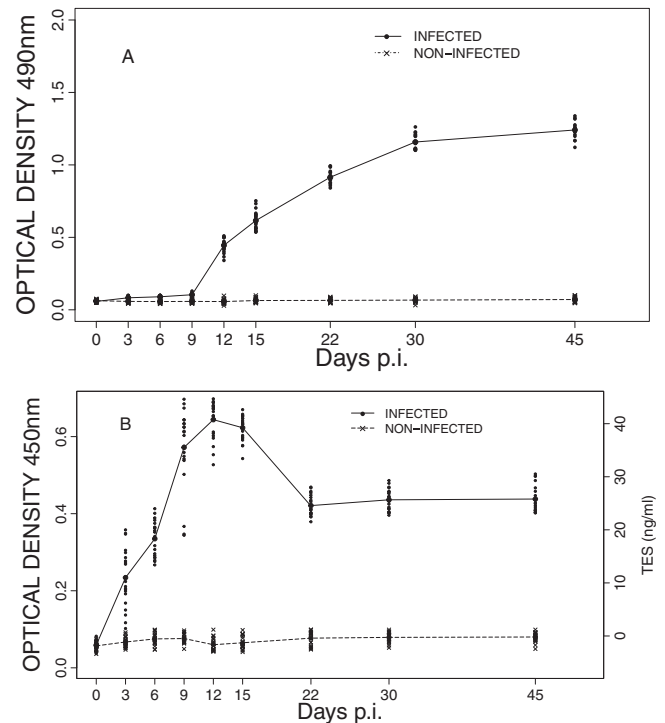 A
INFECTED
NON−INFECTED
OPTICAL DENSITY 490nm
2.0
1.5
1.0
0.5
0.0
0 3 6 9 12 15 22 30 45
Days p.i.
B
INFECTED
NON−INFECTED
OPTICAL DENSITY 450nm
0.6
0.4
0.2
0.0
40
30
20
10
0
TES (ng/ml)
0 3 6 9 12 15 22 30 45
Days p.i.